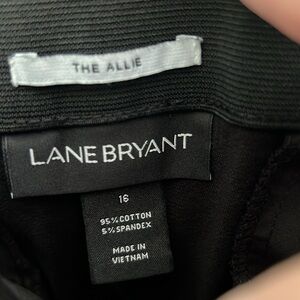 THE ALLIE
LANE BRYANT
16
95% COTTON
5% SPANDEX
MADE IN
VIETNAM